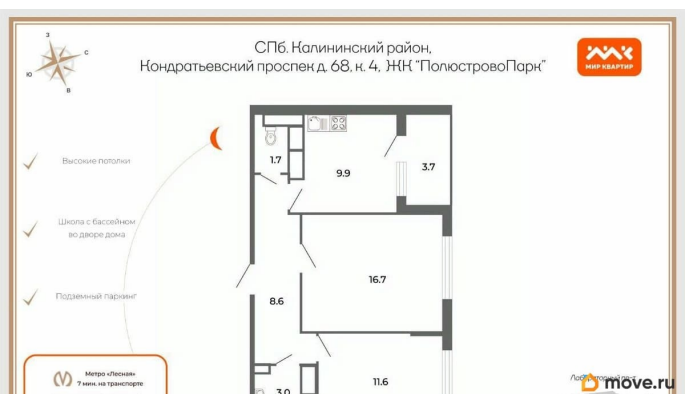 СПб. Калининский район,
Кондратьевский проспек д. 68, к. 4, ЖК "ПолюстровоПарк"
МИР КВАРТИР
З
С
Ю
В
Высокие потолки
Школа с бассейном
во дворе дома
Подземный паркинг
Метро «Лесная»
7 мин. на транспорте
1.7
9.9
3.7
16.7
8.6
3.0
11.6
move.ru